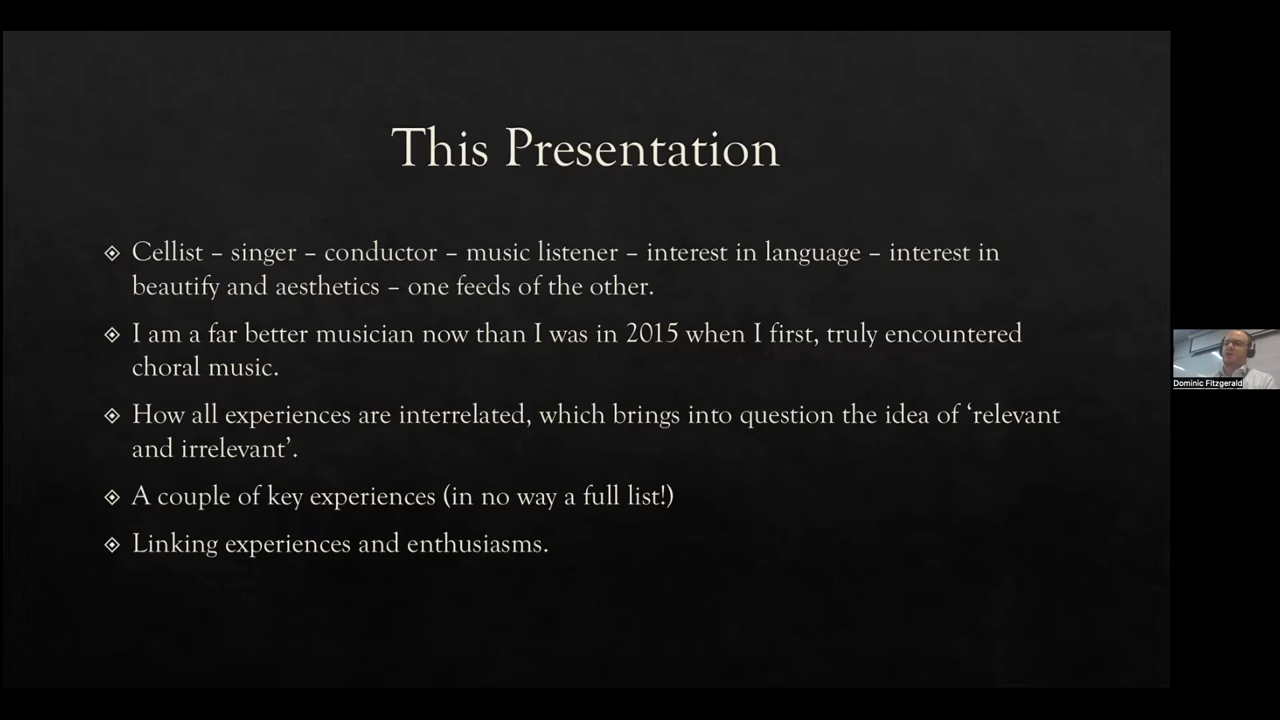 This Presentation
Cellist – singer – conductor – music listener – interest in language – interest in
beautify and aesthetics – one feeds of the other.
I am a far better musician now than I was in 2015 when I first, truly encountered
choral music.
How all experiences are interrelated, which brings into question the idea of ‘relevant
and irrelevant’.
A couple of key experiences (in no way a full list!)
Linking experiences and enthusiasms.
Dominic Fitzgerald